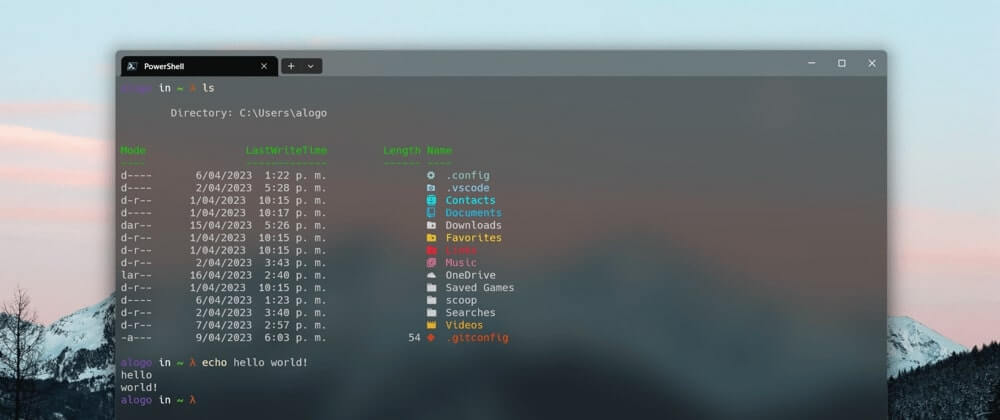 PowerShell
alogo in ~ λ ls
Directory: C:\Users\alogo
Mode LastWriteTime Length Name
---- ------------- ------ ----
d---- 6/04/2023 1:22 p. m. .config
d---- 2/04/2023 5:28 p. m. .vscode
d-r-- 1/04/2023 10:15 p. m. Contacts
d---- 1/04/2023 10:17 p. m. Documents
dar-- 15/04/2023 5:26 p. m. Downloads
d-r-- 1/04/2023 10:15 p. m. Favorites
d-r-- 1/04/2023 10:15 p. m. Links
d-r-- 2/04/2023 3:43 p. m. Music
lar-- 16/04/2023 2:40 p. m. OneDrive
d-r-- 1/04/2023 10:15 p. m. Saved Games
d---- 6/04/2023 1:23 p. m. scoop
d-r-- 2/04/2023 3:40 p. m. Searches
d-r-- 7/04/2023 2:57 p. m. Videos
-a--- 9/04/2023 6:03 p. m. 54 .gitconfig
alogo in ~ λ echo hello world!
hello
world!
alogo in ~ λ